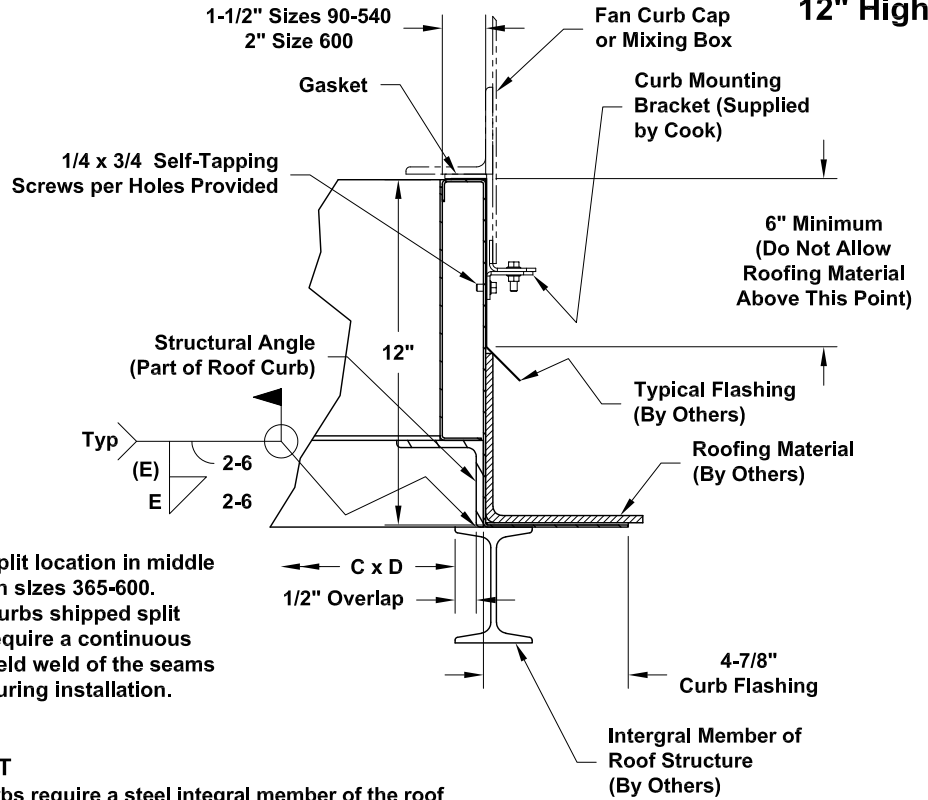 12" High
1-1/2" Sizes 90-540
2" Size 600
Fan Curb Cap
or Mixing Box
Gasket
Curb Mounting
Bracket (Supplied
by Cook)
1/4 x 3/4 Self-Tapping
Screws per Holes Provided
6" Minimum
(Do Not Allow
Roofing Material
Above This Point)
Structural Angle
(Part of Roof Curb)
12"
Typical Flashing
(By Others)
Typ
(E)
2-6
E
2-6
Roofing Material
(By Others)
plit location in middle
n sizes 365-600.
urbs shipped split
equire a continuous
eld weld of the seams
uring installation.
C x D
1/2" Overlap
4-7/8"
Curb Flashing
Intergral Member of
Roof Structure
(By Others)
T
bs require a steel integral member of the roof